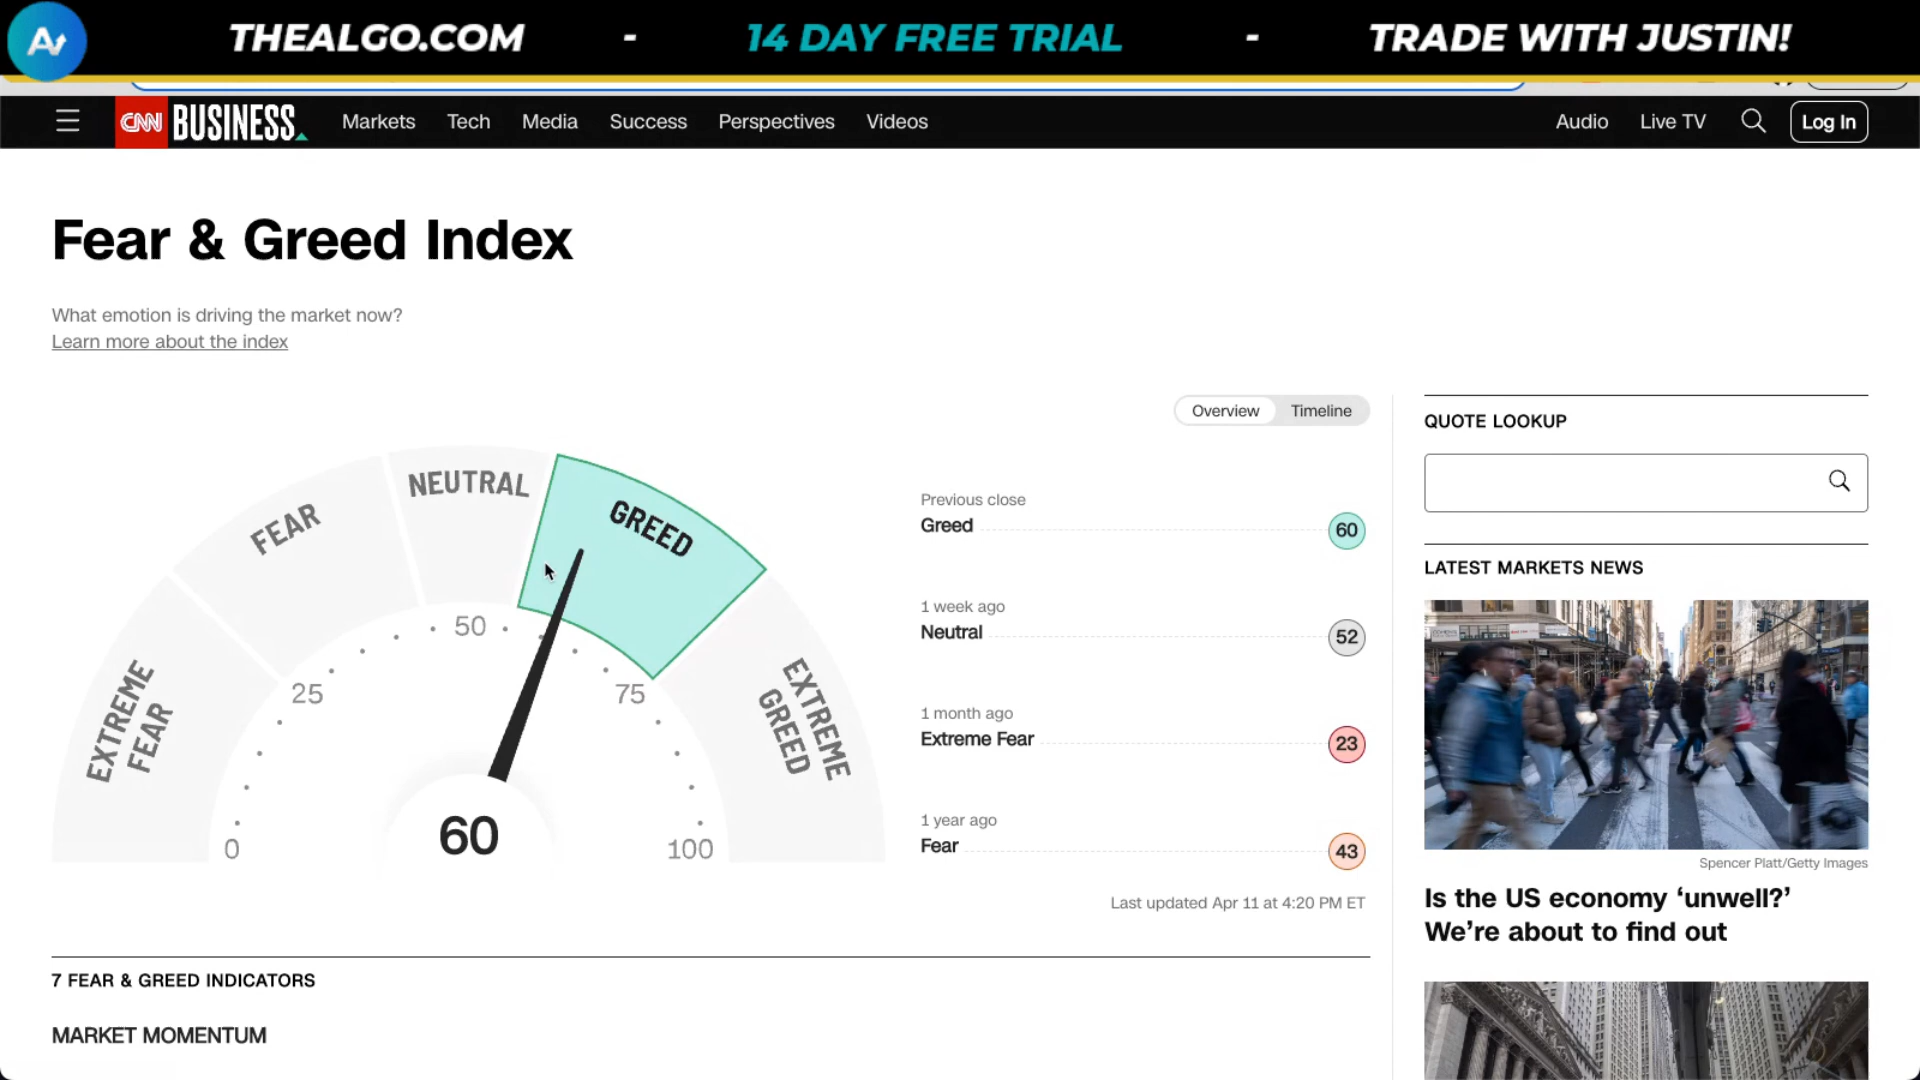 THEALGO.COM - 14 DAY FREE TRIAL - TRADE WITH JUSTIN!
CNN BUSINESS Markets Tech Media Success Perspectives Videos Audio Live TV Log In
Fear & Greed Index
What emotion is driving the market now?
Learn more about the index
Overview Timeline
EXTREME FEAR
FEAR
NEUTRAL
GREED
EXTREME GREED
0
25
50
75
100
60
Previous close
Greed 60
1 week ago
Neutral 52
1 month ago
Extreme Fear 23
1 year ago
Fear 43
Last updated Apr 11 at 4:20 PM ET
7 FEAR & GREED INDICATORS
MARKET MOMENTUM
QUOTE LOOKUP
LATEST MARKETS NEWS
Spencer Platt/Getty Images
Is the US economy ‘unwell?’
We’re about to find out